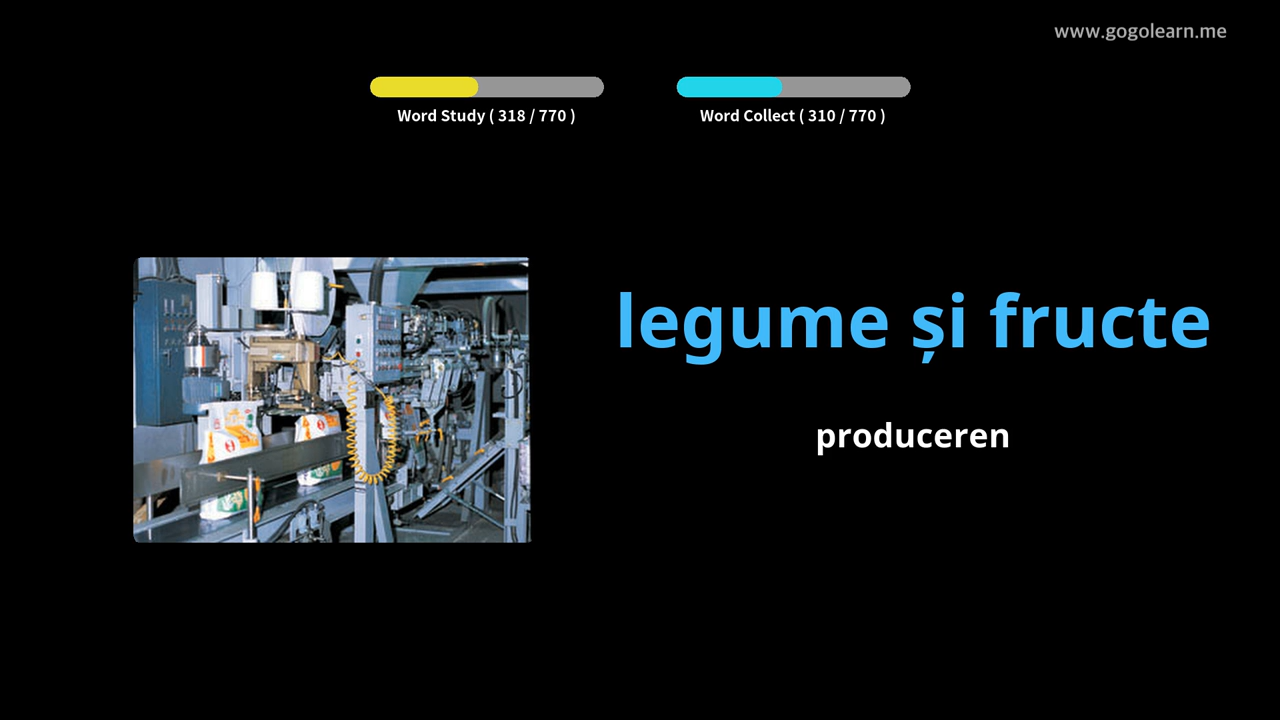 www.gogolearn.me
Word Study ( 318 / 770 )
Word Collect ( 310 / 770 )
legume și fructe
produceren